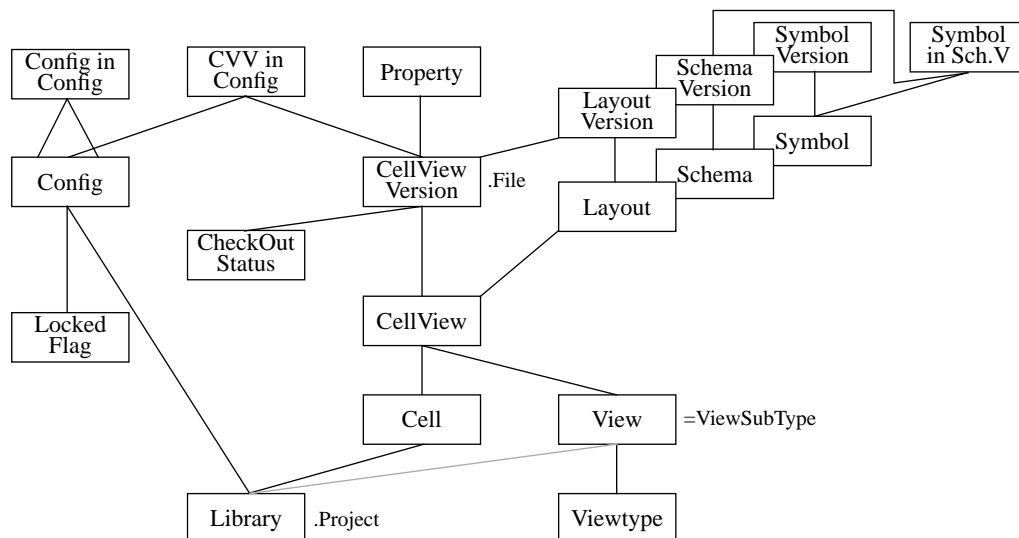 Config in
Config
CVV in
Config
Property
Symbol
Version
Symbol
in Sch.V
Schema
Version
Layout
Version
Symbol
Config
CellView
Version
.File
Schema
Layout
CheckOut
Status
CellView
Locked
Flag
Cell
View
=ViewSubType
Library
.Project
Viewtype